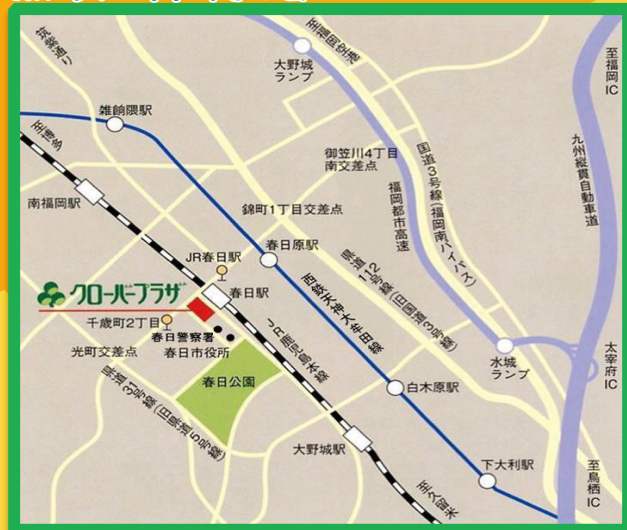 至福岡空港
筑紫通り
大野城
ランプ
至福岡
IC
雑餉隈駅
至博多
御笠川4丁目
南交差点
国道3号線(福岡南バイパス)
九州縦貫自動車道
南福岡駅
錦町1丁目交差点
福岡都市高速
JR春日駅
春日原駅
県道112号線(旧国道3号線)
クローバープラザ
春日駅
西鉄天神大牟田線
千歳町2丁目
春日警察署
春日市役所
JR鹿児島本線
光町交差点
春日公園
水城
ランプ
太宰府
IC
県道31号線(旧県道5号線)
白木原駅
大野城駅
下大利駅
至鳥栖
IC
至久留米